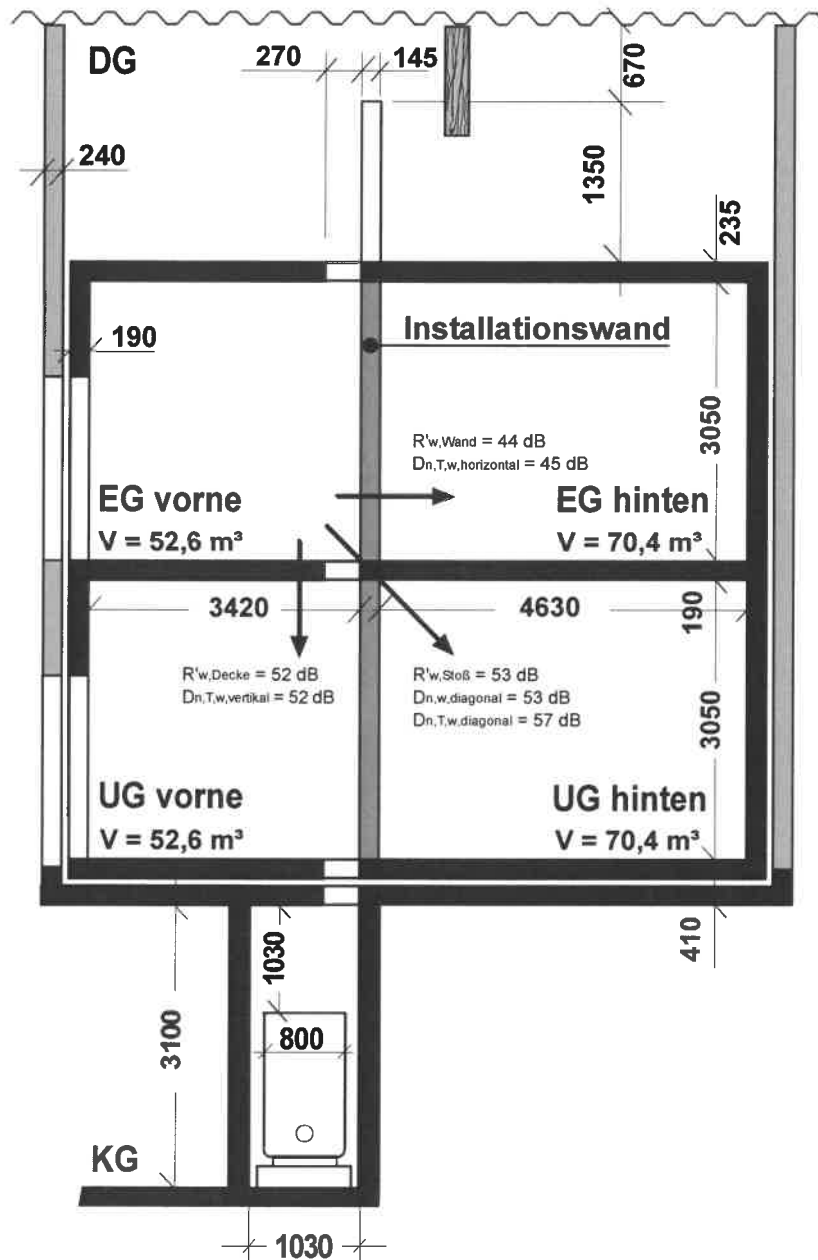 DG
270
145
670
240
1350
235
190
Installationswand
3050
R'w,Wand = 44 dB
Dn,T,w,horizontal = 45 dB
EG vorne
V = 52,6 m³
EG hinten
V = 70,4 m³
3420
4630
190
R'w,Decke = 52 dB
Dn,T,w,vertikal = 52 dB
R'w,Stoß = 53 dB
Dn,w,diagonal = 53 dB
Dn,T,w,diagonal = 57 dB
3050
UG vorne
V = 52,6 m³
UG hinten
V = 70,4 m³
410
1030
3100
800
KG
1030